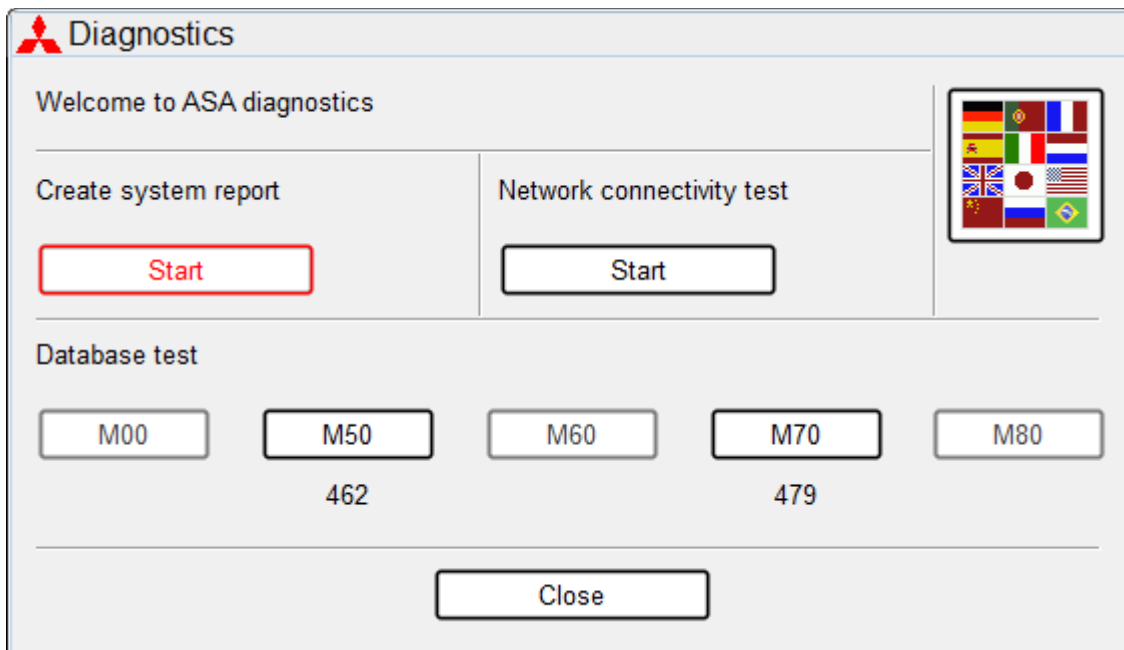 Diagnostics
Welcome to ASA diagnostics
Create system report
Network connectivity test
Start
Start
Database test
M00
M50
M60
M70
M80
462
479
Close